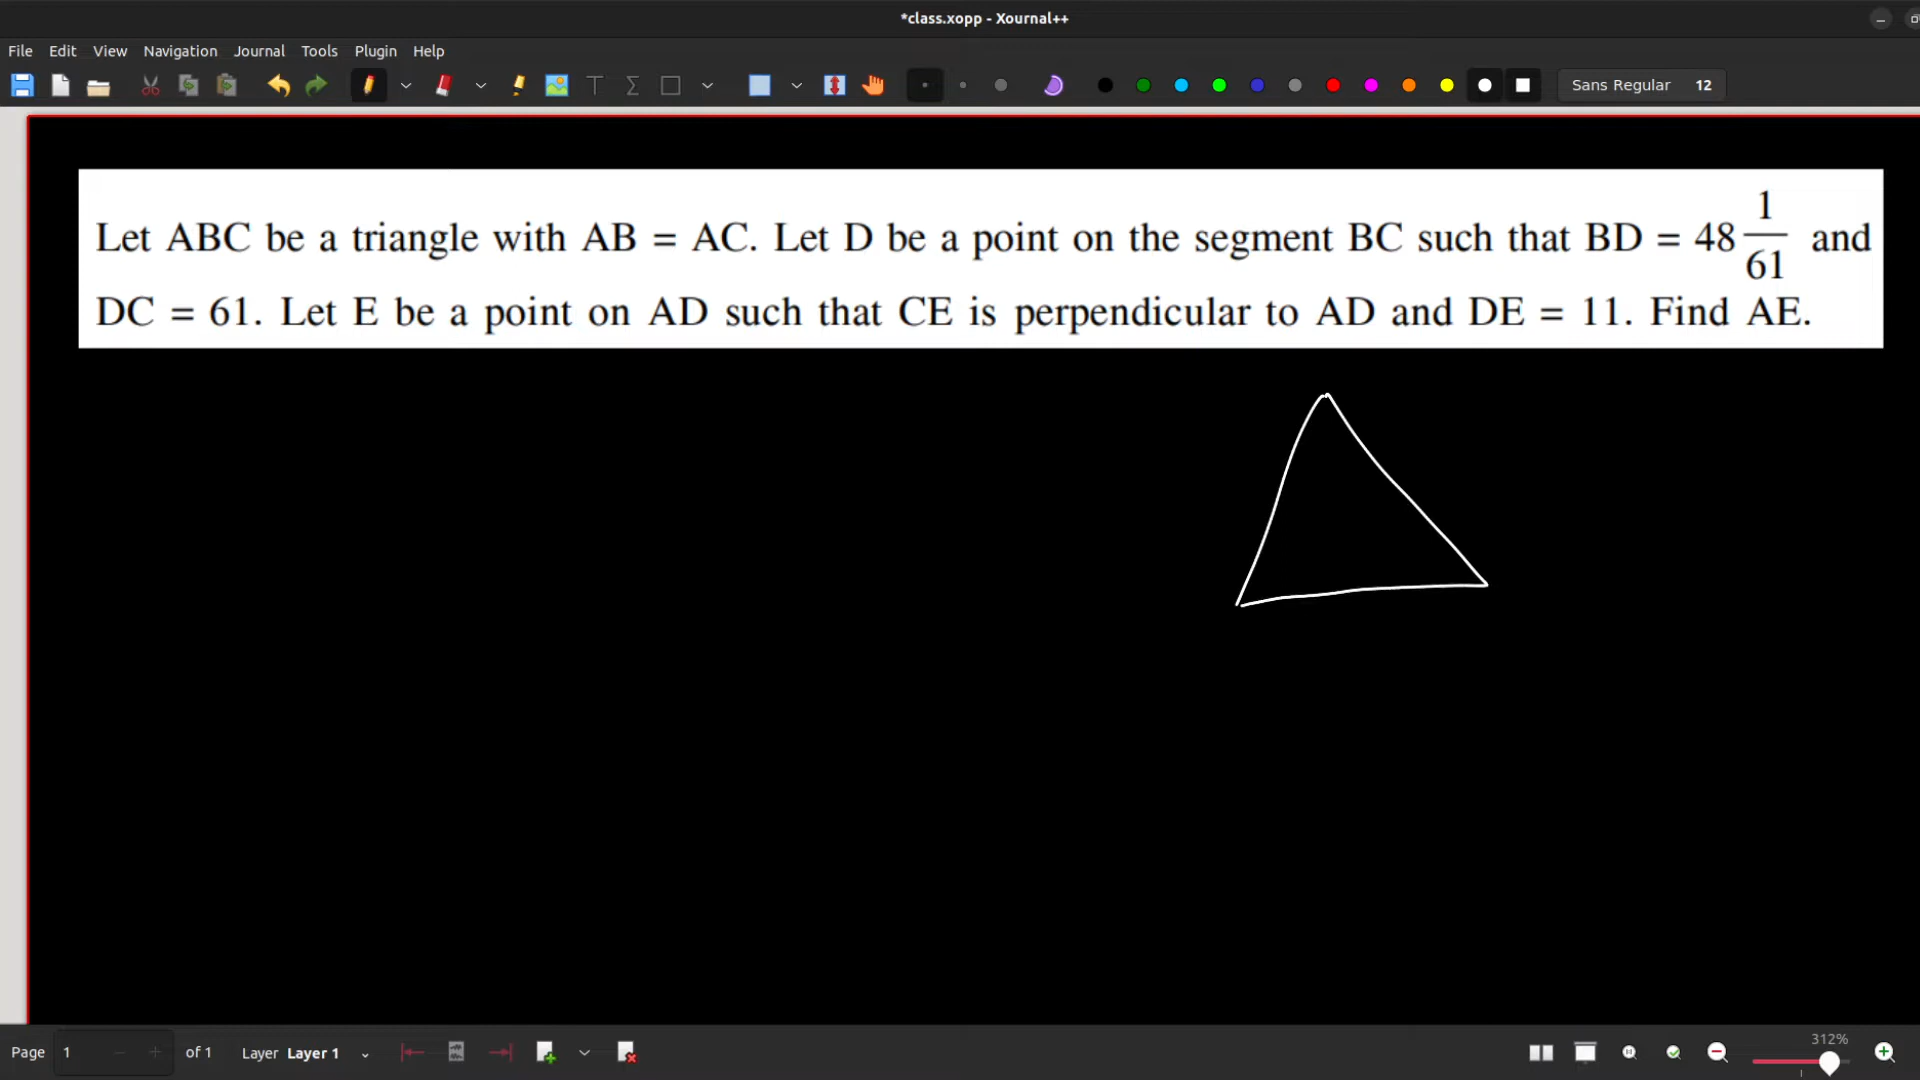 *class.xopp - Xournal++
File Edit View Navigation Journal Tools Plugin Help
Sans Regular 12
Let ABC be a triangle with AB = AC. Let D be a point on the segment BC such that BD = 48 1/61 and
DC = 61. Let E be a point on AD such that CE is perpendicular to AD and DE = 11. Find AE.
Page 1 of 1 Layer Layer 1 312%